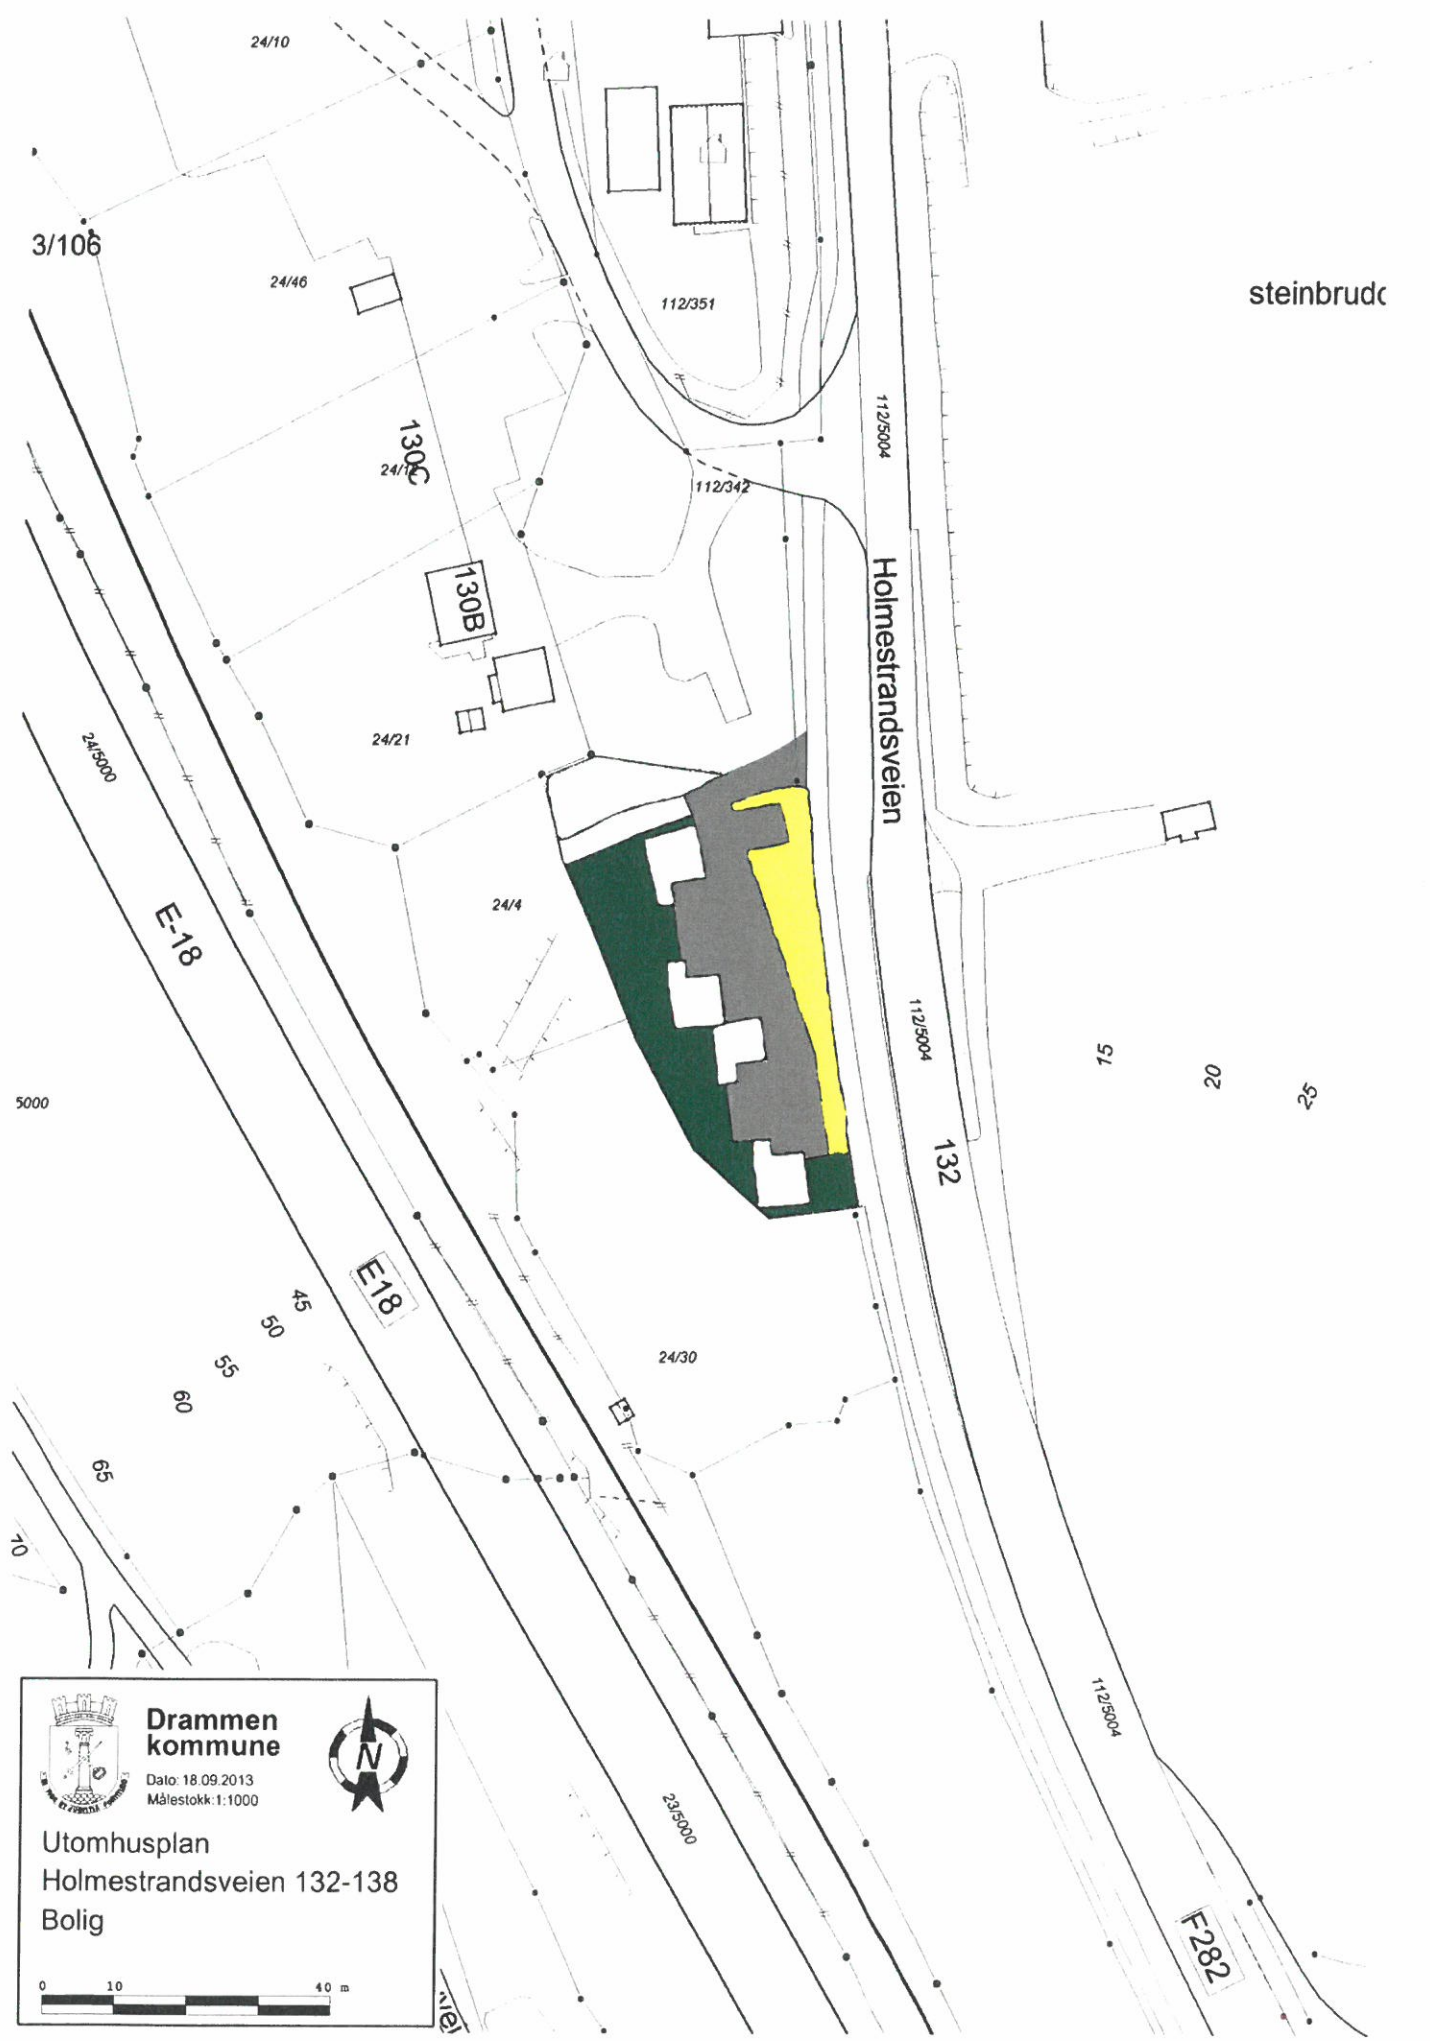 24/10
3/106
24/46
112/351
steinbrudd
112/5004
130C
112/342
130B
Holmestrandsveien
24/21
24/5000
24/4
E-18
112/5004
15
20
25
5000
132
E18
45
50
55
60
24/30
65
70
112/5004
23/5000
F282
vei
Drammen
kommune
Dato: 18.09.2013
Målestokk:1:1000
N
Utomhusplan
Holmestrandsveien 132-138
Bolig
0 10 40 m